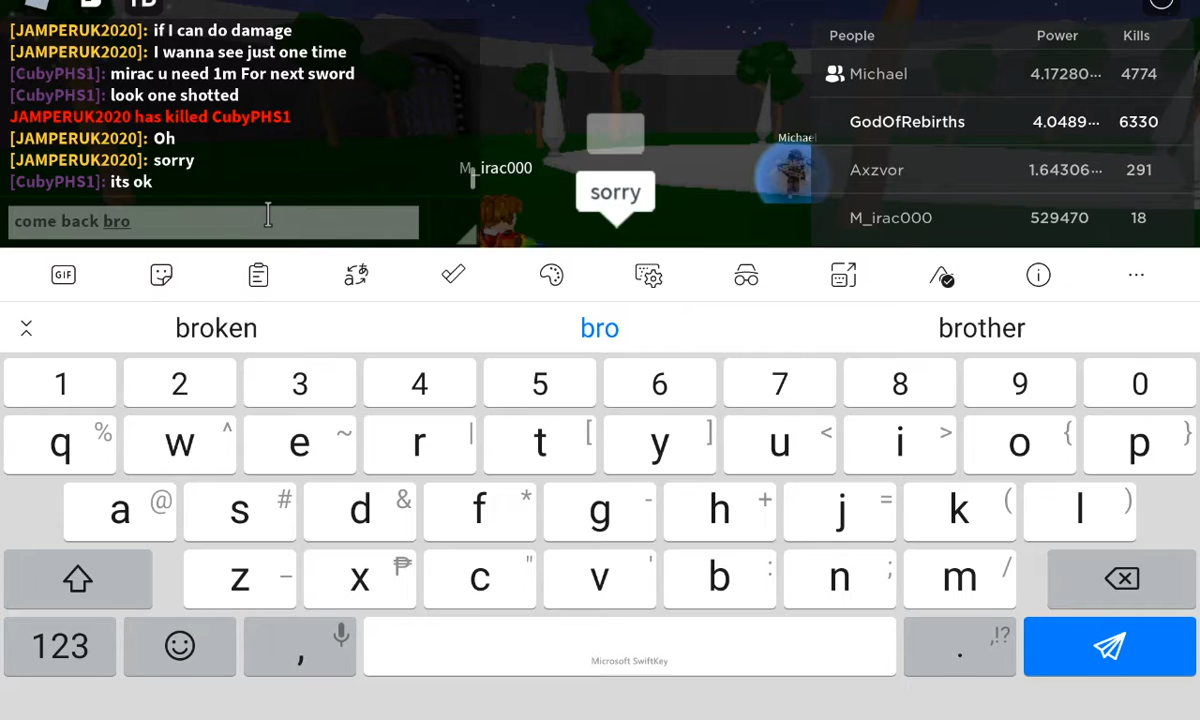 [JAMPERUK2020]: if I can do damage
[JAMPERUK2020]: I wanna see just one time
[CubyPHS1]: mirac u need 1m For next sword
[CubyPHS1]: look one shotted
JAMPERUK2020 has killed CubyPHS1
[JAMPERUK2020]: Oh
[JAMPERUK2020]: sorry
[CubyPHS1]: its ok
come back bro
M_irac000
sorry
Michael
People Power Kills
Michael 4.17280... 4774
GodOfRebirths 4.0489... 6330
Axzvor 1.64306... 291
M_irac000 529470 18
GIF
broken bro brother
1 2 3 4 5 6 7 8 9 0
q % w ^ e ~ r | t [ y ] u < i > o { p }
a @ s # d & f * g - h + j = k ( l )
z _ x ₱ c " v ' b : n ; m /
123 , . ,!?
Microsoft SwiftKey